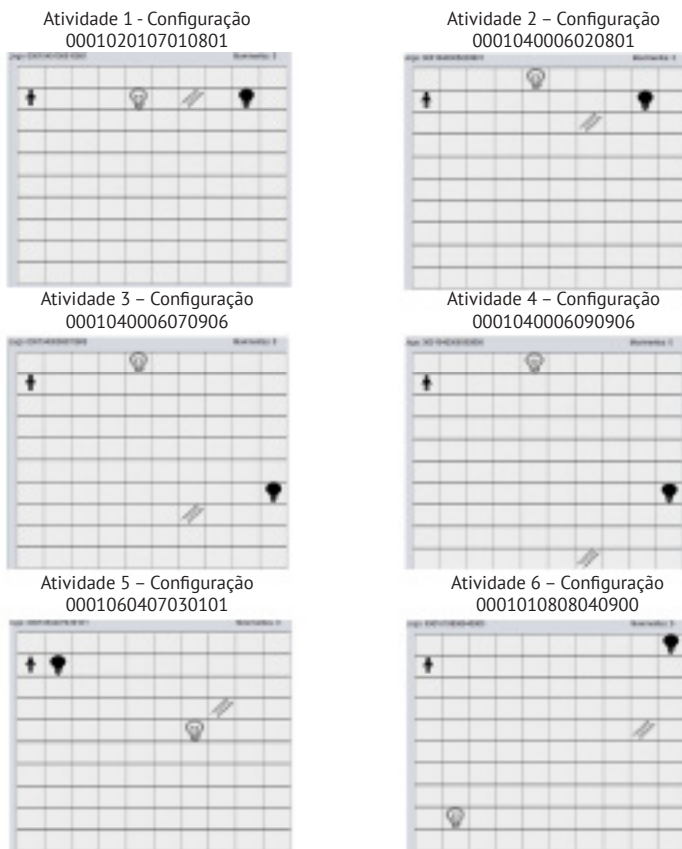 Atividade 1 - Configuração
0001020107010801
Atividade 2 – Configuração
0001040006020801
Atividade 3 – Configuração
0001040006070906
Atividade 4 – Configuração
0001040006090906
Atividade 5 – Configuração
0001060407030101
Atividade 6 – Configuração
0001010808040900